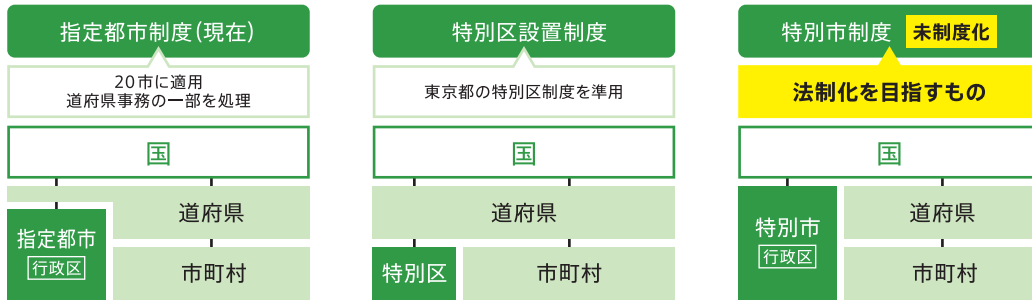 指定都市制度(現在)
20市に適用
道府県事務の一部を処理
国
道府県
指定都市
行政区
市町村
特別区設置制度
東京都の特別区制度を準用
国
道府県
特別区
市町村
特別市制度
未制度化
法制化を目指すもの
国
特別市
行政区
道府県
市町村